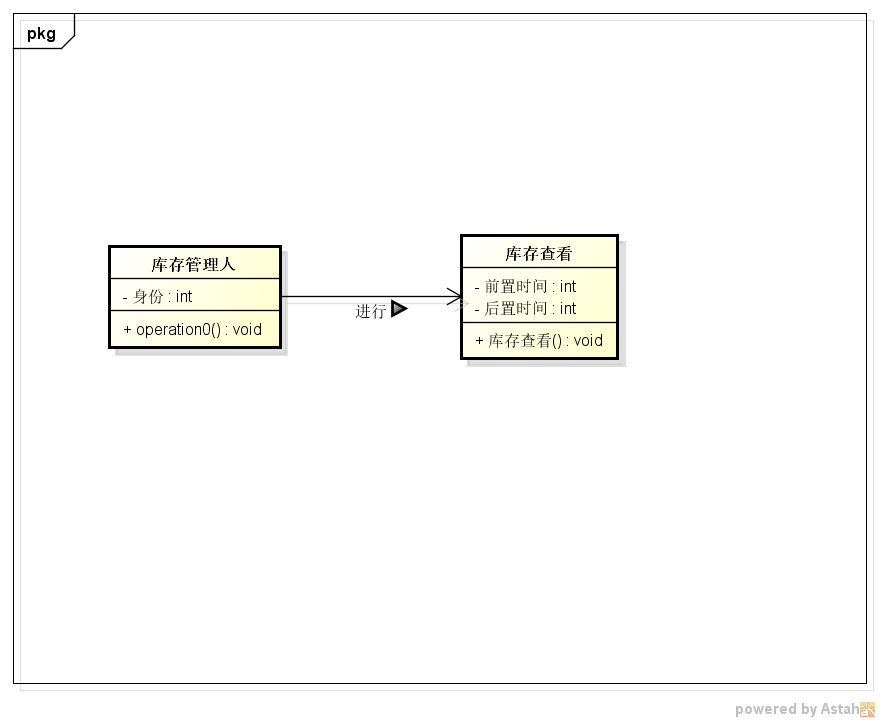 pkg
库存管理人
- 身份 : int
+ operation0() : void
进行
库存查看
- 前置时间 : int
- 后置时间 : int
+ 库存查看() : void
powered by Astah